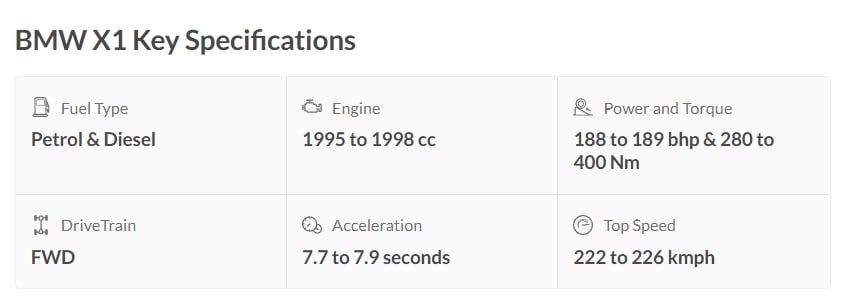 BMW X1 Key Specifications
Fuel Type
Petrol & Diesel
Engine
1995 to 1998 cc
Power and Torque
188 to 189 bhp & 280 to
400 Nm
DriveTrain
FWD
Acceleration
7.7 to 7.9 seconds
Top Speed
222 to 226 kmph